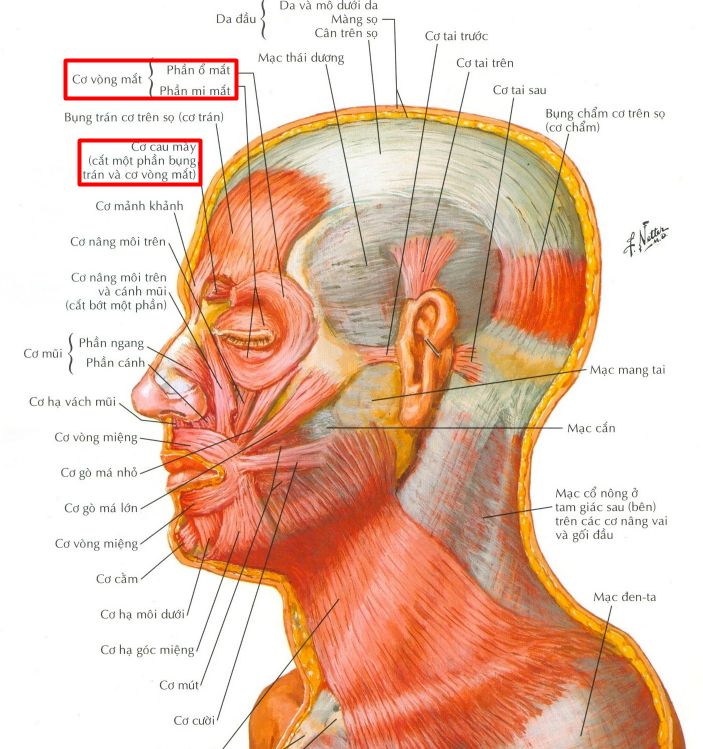 Da đầu
Da và mô dưới da
Màng sọ
Cân trên sọ
Mạc thái dương
Cơ tai trước
Cơ tai trên
Cơ tai sau
Bụng chẩm cơ trên sọ
(cơ chẩm)
Cơ vòng mắt
Phần ổ mắt
Phần mi mắt
Bụng trán cơ trên sọ (cơ trán)
Cơ cau mày
(cắt một phần bụng
trán và cơ vòng mắt)
Cơ mảnh khảnh
Cơ nâng môi trên
Cơ nâng môi trên
và cánh mũi
(cắt bớt một phần)
Cơ mũi
Phần ngang
Phần cánh
Cơ hạ vách mũi
Cơ vòng miệng
Cơ gò má nhỏ
Cơ gò má lớn
Cơ vòng miệng
Cơ cằm
Cơ hạ môi dưới
Cơ hạ góc miệng
Cơ mút
Cơ cười
F. Netter
M.D.
Mạc mang tai
Mạc cắn
Mạc cổ nông ở
tam giác sau (bên)
trên các cơ nâng vai
và gối đầu
Mạc đen-ta